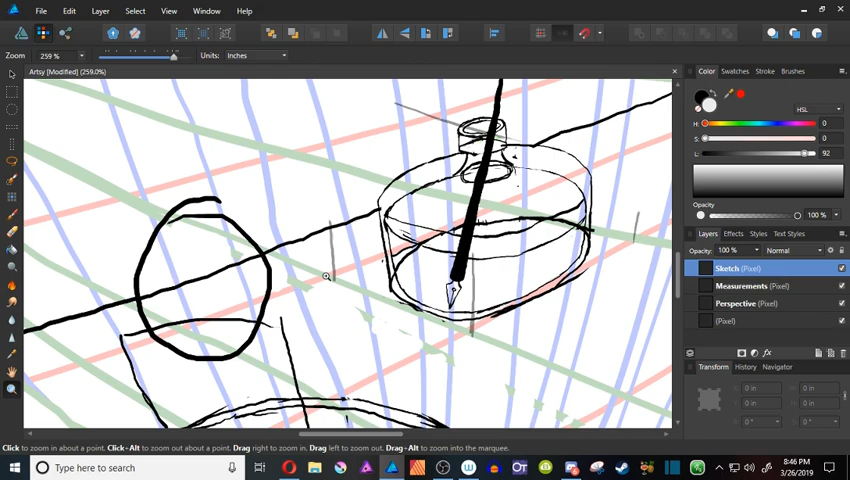 File Edit Layer Select Arrange View Window Help
Zoom: 259 % Units: Inches
Artsy [Modified] (259.0%)
Color Swatches Stroke Brushes
HSL
H: 0
S: 0
L: 92
Opacity
100 %
Layers Effects Styles Text Styles
Opacity: 100 % Normal
Sketch (Pixel)
Measurements (Pixel)
Perspective (Pixel)
(Pixel)
Transform History Navigator
X: 0 in W: 0 in
Y: 0 in H: 0 in
0 ° S: 0 °
Click to zoom in about a point. Click+Alt to zoom out about a point. Drag right to zoom in. Drag left to zoom out. Drag+Alt to zoom into the marquee.
Type here to search
8:46 PM
3/26/2019